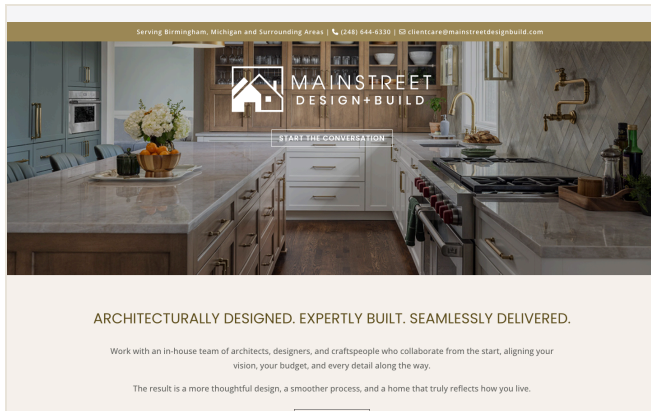 Serving Birmingham, Michigan and Surrounding Areas | (248) 644-6330 | clientcare@mainstreetdesignbuild.com
MAINSTREET
DESIGN+BUILD
START THE CONVERSATION
ARCHITECTURALLY DESIGNED. EXPERTLY BUILT. SEAMLESSLY DELIVERED.
Work with an in-house team of architects, designers, and craftspeople who collaborate from the start, aligning your
vision, your budget, and every detail along the way.
The result is a more thoughtful design, a smoother process, and a home that truly reflects how you live.